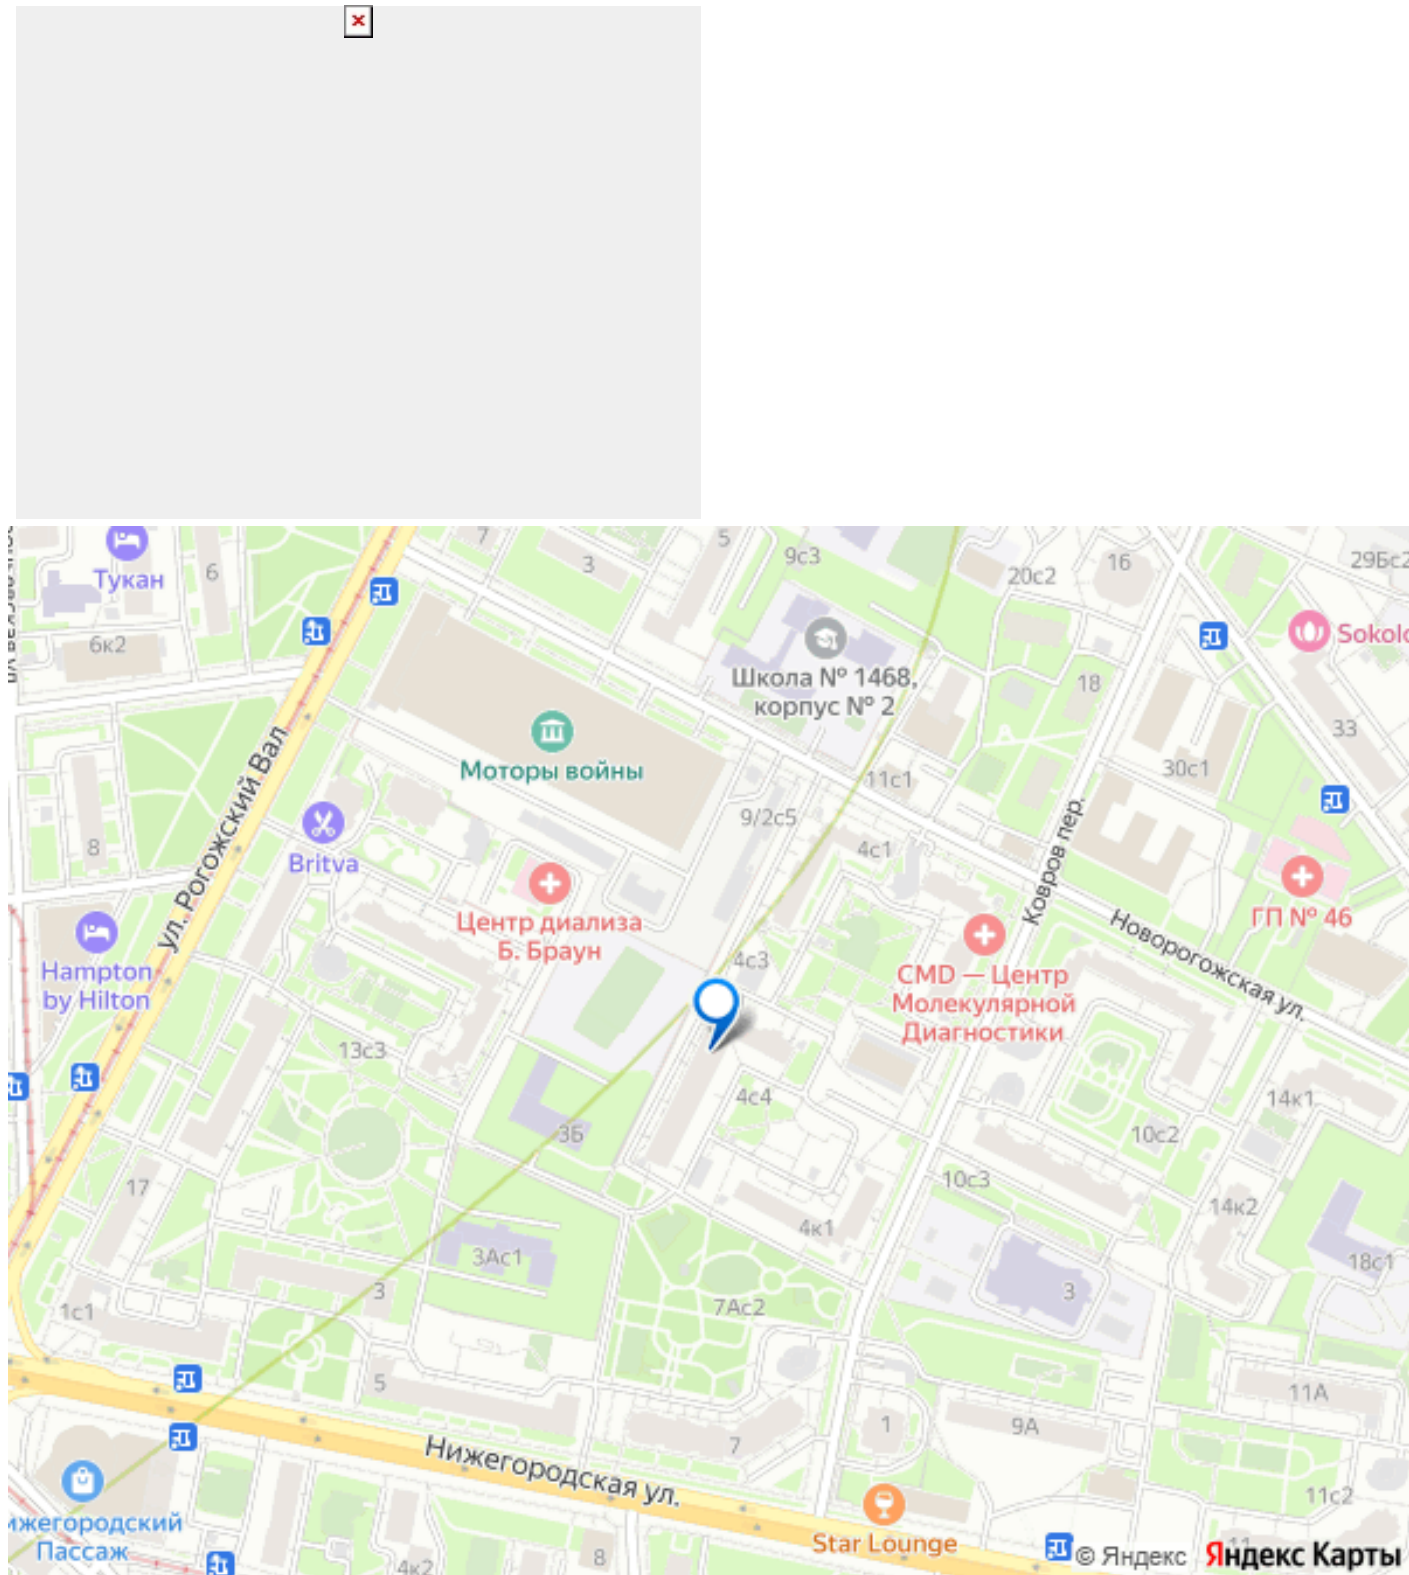 7
5
9с3
3
16
29Бс2
20с2
Тукан
6
6к2
Sokolo
Школа № 1468,
корпус № 2
18
33
Моторы войны
30с1
11с1
ул. Рогожский Вал
9/2с5
8
Britva
4с1
Ковров пер.
Центр диализа
Б. Браун
ГП № 46
Новорогожская ул.
Hampton
by Hilton
4с3
CMD — Центр
Молекулярной
Диагностики
13с3
4с4
14к1
3Б
10с2
17
10с3
14к2
4к1
3Ас1
18с1
3
3
7Ас2
1с1
5
11А
7
1
9А
Нижегородская ул.
11с2
ижегородский
Пассаж
Star Lounge
8
4к2
11
© Яндекс
Яндекс Карты